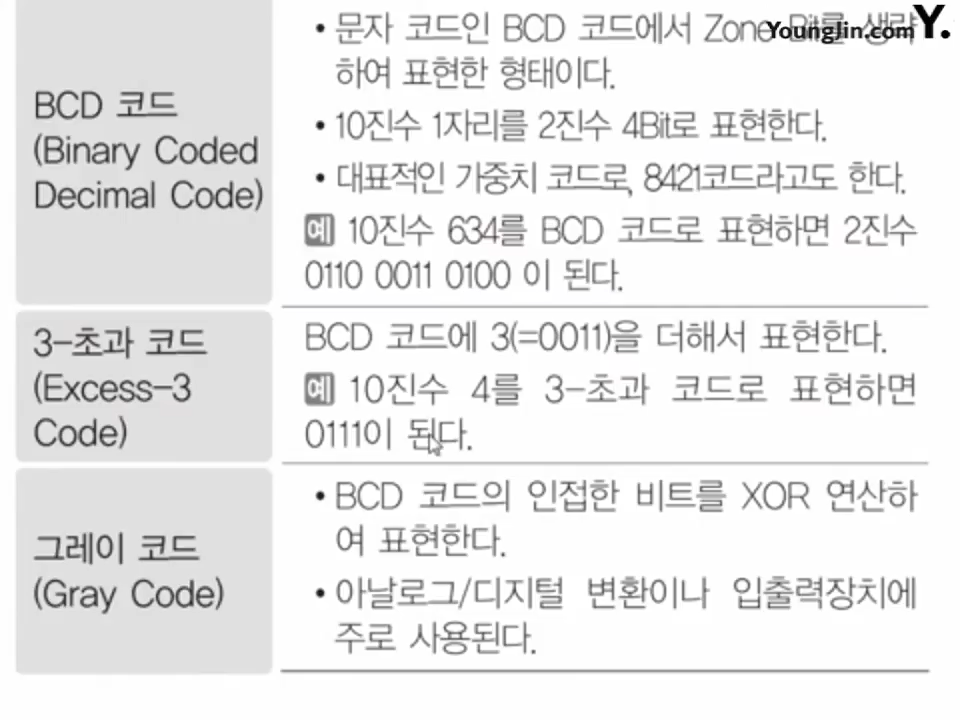 • 문자 코드인 BCD 코드에서 Zone Bit를 생략
Younglin.com Y.
하여 표현한 형태이다.
BCD 코드
(Binary Coded
Decimal Code)
• 10진수 1자리를 2진수 4Bit로 표현한다.
• 대표적인 가중치 코드로, 8421코드라고도 한다.
예 10진수 634를 BCD 코드로 표현하면 2진수
0110 0011 0100 이 된다.
3-초과 코드
(Excess-3
Code)
BCD 코드에 3(=0011)을 더해서 표현한다.
예 10진수 4를 3-초과 코드로 표현하면
0111이 된다.
그레이 코드
(Gray Code)
• BCD 코드의 인접한 비트를 XOR 연산하
여 표현한다.
• 아날로그/디지털 변환이나 입출력장치에
주로 사용된다.